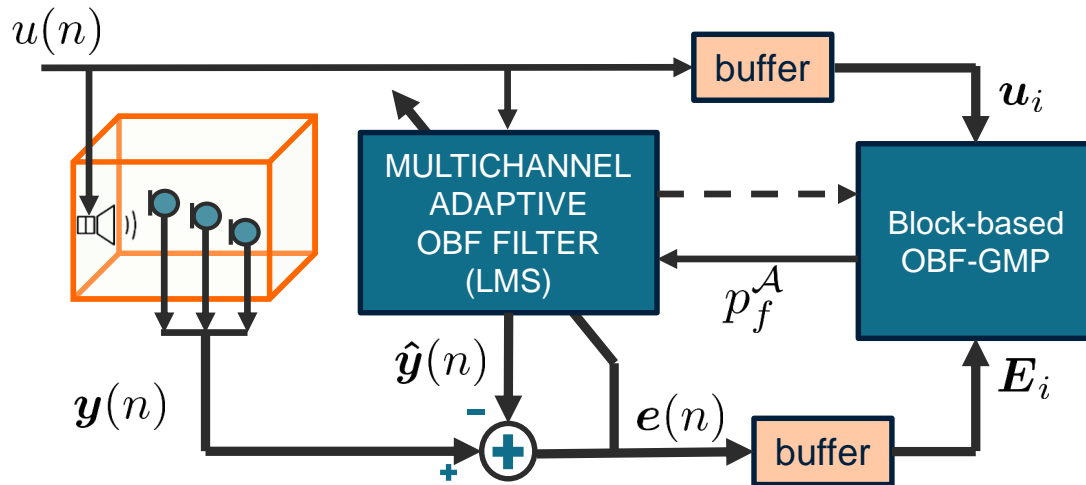 u(n)
buffer
u_i
MULTICHANNEL
ADAPTIVE
OBF FILTER
(LMS)
Block-based
OBF-GMP
p_f^𝒜
ŷ(n)
E_i
y(n)
−
e(n)
+
+
buffer